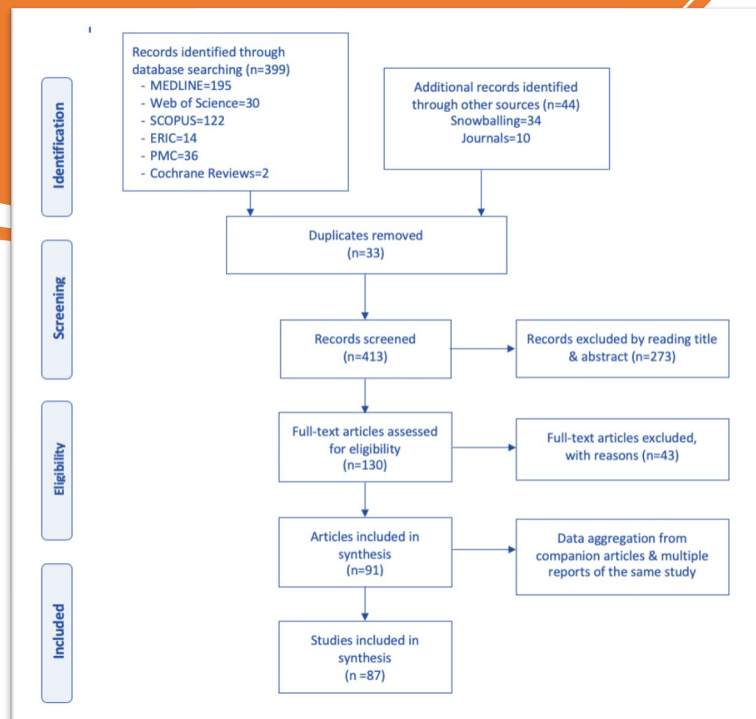 Identification
Records identified through
database searching (n=399)
- MEDLINE=195
- Web of Science=30
- SCOPUS=122
- ERIC=14
- PMC=36
- Cochrane Reviews=2
Additional records identified
through other sources (n=44)
Snowballing=34
Journals=10
Duplicates removed
(n=33)
Screening
Records screened
(n=413)
Records excluded by reading title
& abstract (n=273)
Eligibility
Full-text articles assessed
for eligibility
(n=130)
Full-text articles excluded,
with reasons (n=43)
Articles included in
synthesis
(n=91)
Data aggregation from
companion articles & multiple
reports of the same study
Included
Studies included in
synthesis
(n =87)